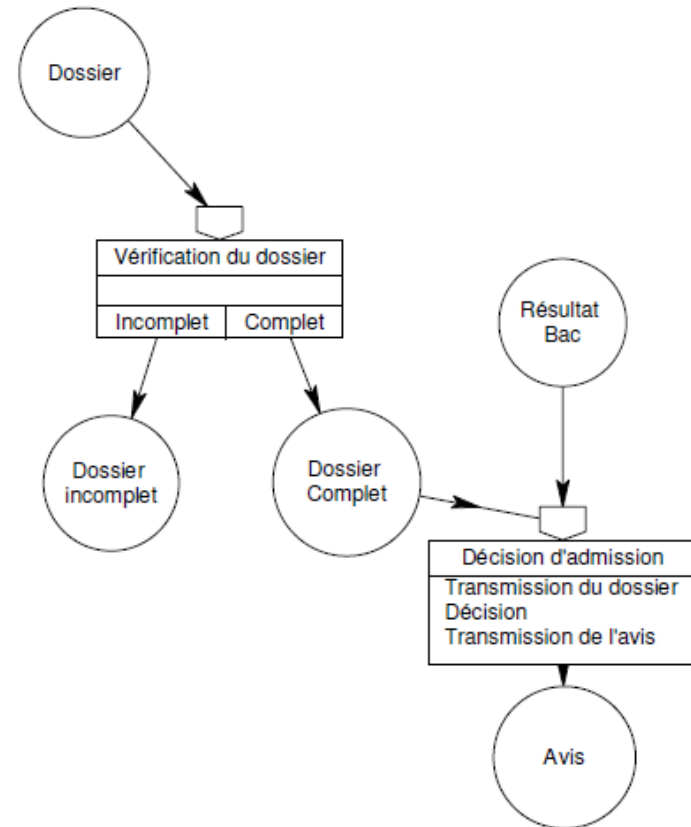 Dossier
Vérification du dossier
Incomplet
Complet
Résultat
Bac
Dossier
incomplet
Dossier
Complet
Décision d'admission
Transmission du dossier
Décision
Transmission de l'avis
Avis